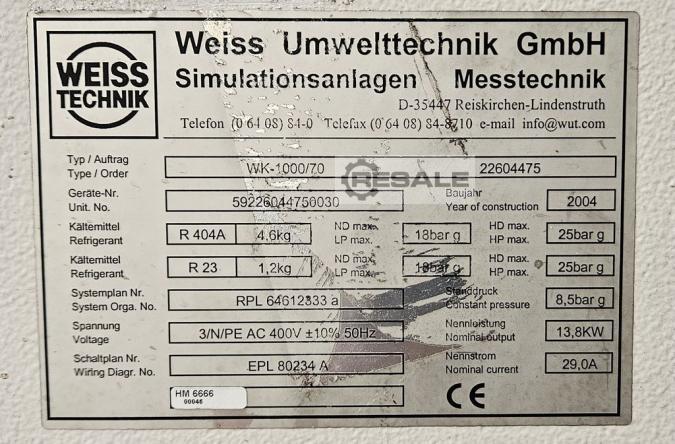 WEISS
TECHNIK
Weiss Umwelttechnik GmbH
Simulationsanlagen Messtechnik
D-35447 Reiskirchen-Lindenstruth
Telefon (0 64 08) 84-0 Telefax (0 64 08) 84-8710 e-mail info@wut.com
Typ / Auftrag
Type / Order
WK-1000/70
22604475
RESALE
Geräte-Nr.
Unit. No.
59226044750030
Baujahr
Year of construction
2004
Kältemittel
Refrigerant
R 404A
4,6kg
ND max.
LP max.
18bar g
HD max.
HP max.
25bar g
Kältemittel
Refrigerant
R 23
1,2kg
ND max.
LP max.
18bar g
HD max.
HP max.
25bar g
Systemplan Nr.
System Orga. No.
RPL 64612333 a
Standdruck
Constant pressure
8,5bar g
Spannung
Voltage
3/N/PE AC 400V ±10% 50Hz
Nennleistung
Nominal output
13,8KW
Schaltplan Nr.
Wiring Diagr. No.
EPL 80234 A
Nennstrom
Nominal current
29,0A
HM 6666
00046
CE